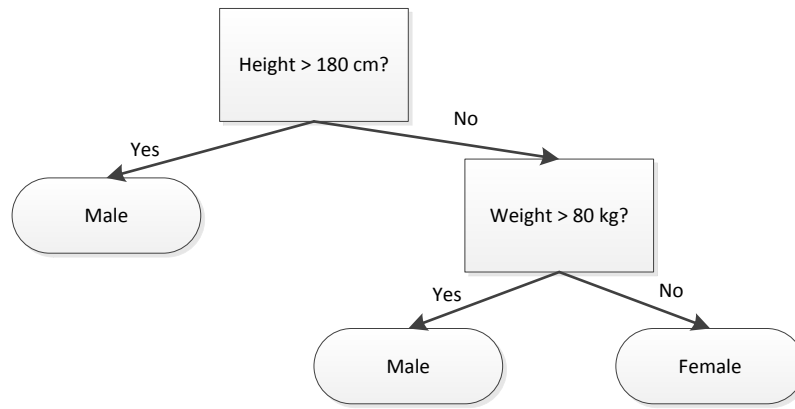 Height > 180 cm?
Yes
No
Male
Weight > 80 kg?
Yes
No
Male
Female